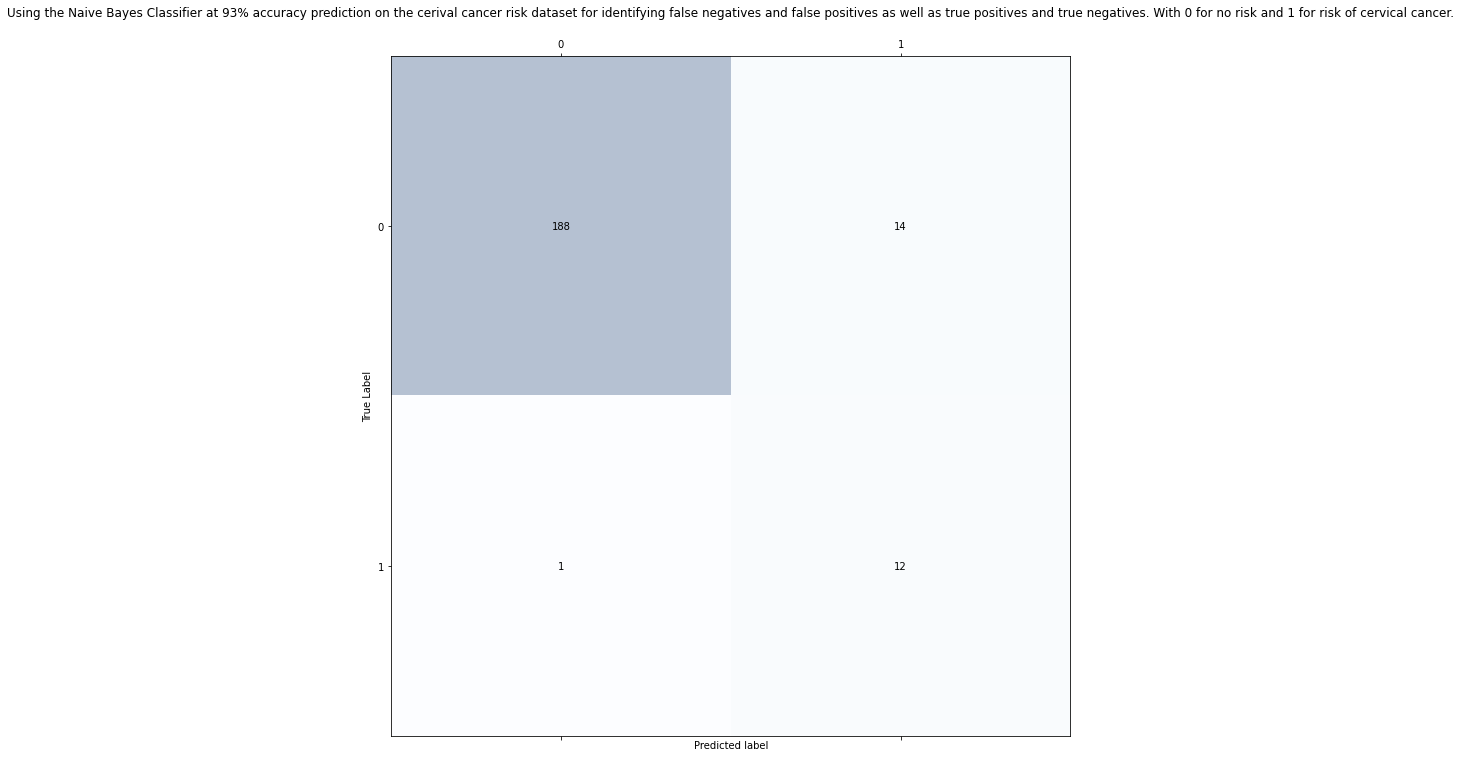 Using the Naive Bayes Classifier at 93% accuracy prediction on the cerival cancer risk dataset for identifying false negatives and false positives as well as true positives and true negatives. With 0 for no risk and 1 for risk of cervical cancer.
0 1
0 188 14
True Label
1 1 12
Predicted label